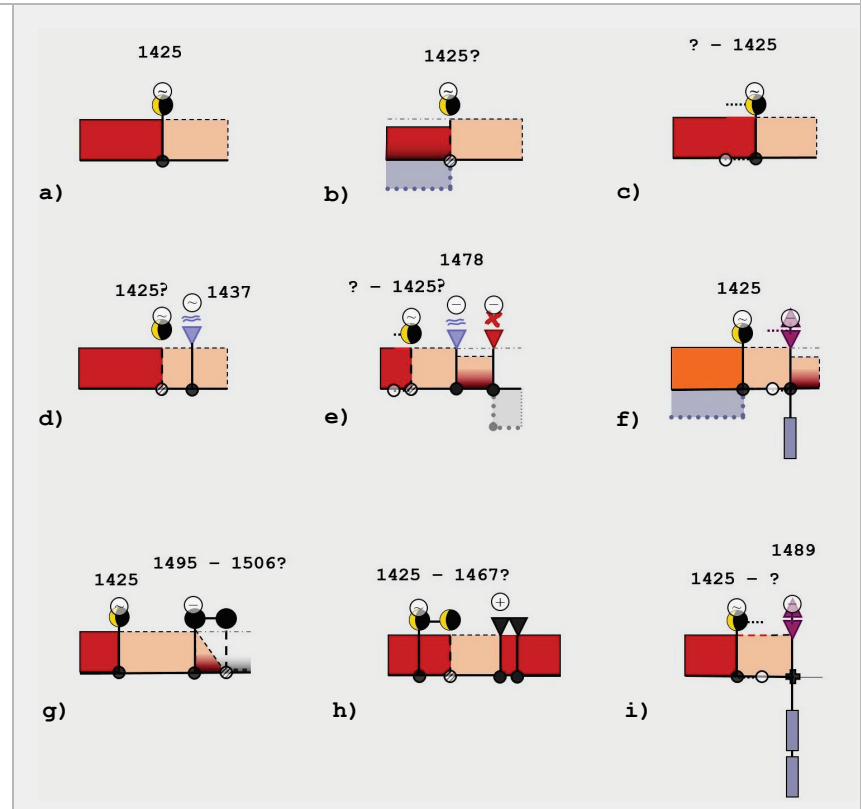 1425
1425?
? – 1425
a)
b)
c)
1425?
1437
? – 1425?
1478
1425
d)
e)
f)
1425
1495 – 1506?
1425 – 1467?
1425 – ?
1489
g)
h)
i)